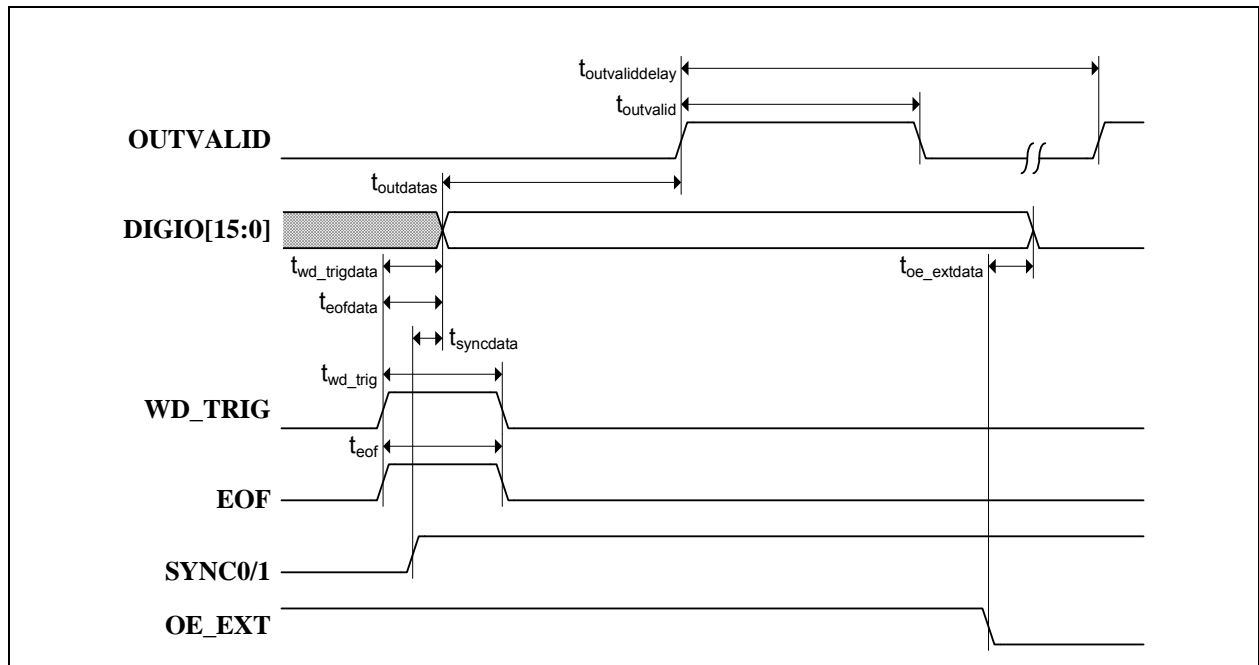 toutvaliddelay
toutvalid
OUTVALID
toutdatas
DIGIO[15:0]
twd_trigdata
toe_extdata
teofdata
tsyncdata
twd_trig
WD_TRIG
teof
EOF
SYNC0/1
OE_EXT